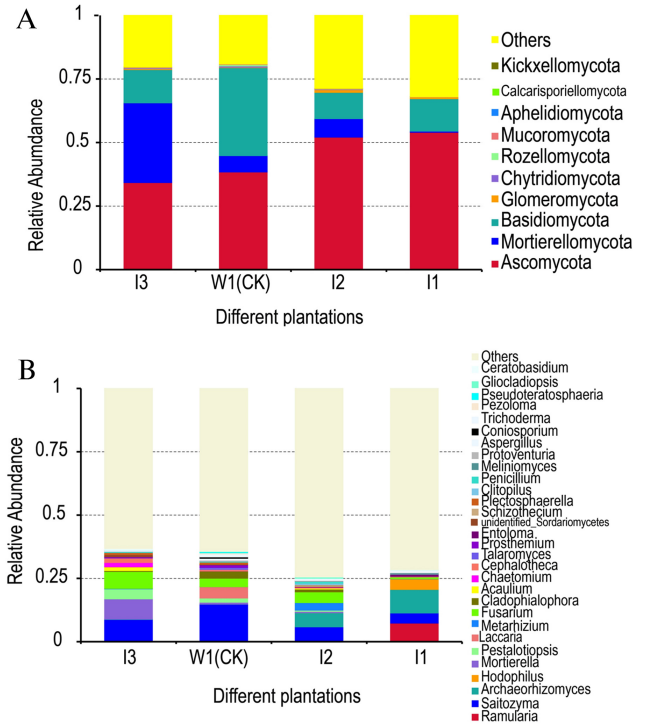 A
Relative Abumdance
1
0.75
0.5
0.25
0
I3
W1(CK)
I2
I1
Different plantations
Others
Kickxellomycota
Calcarisporiellomycota
Aphelidiomycota
Mucoromycota
Rozellomycota
Chytridiomycota
Glomeromycota
Basidiomycota
Mortierellomycota
Ascomycota
B
Relative Abundance
1
0.75
0.5
0.25
0
I3
W1(CK)
I2
I1
Different plantations
Others
Ceratobasidium
Gliocladiopsis
Pseudoteratosphaeria
Pezoloma
Trichoderma
Coniosporium
Aspergillus
Protoventuria
Meliniomyces
Penicillium
Clitopilus
Plectosphaerella
Schizothecium
unidentified_Sordariomycetes
Entoloma
Prosthemium
Talaromyces
Cephalotheca
Chaetomium
Acaulium
Cladophialophora
Fusarium
Metarhizium
Laccaria
Pestalotiopsis
Mortierella
Hodophilus
Archaeorhizomyces
Saitozyma
Ramularia